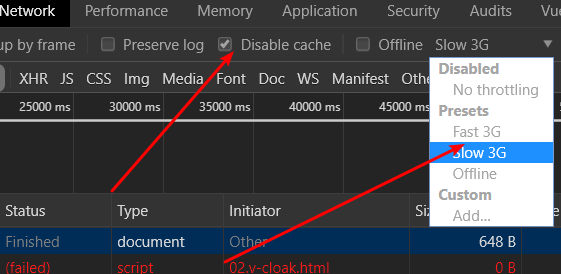 Network Performance Memory Application Security Audits Vue
up by frame Preserve log Disable cache Offline Slow 3G
Disabled
No throttling
Presets
Fast 3G
Slow 3G
Offline
Custom
Add...
XHR JS CSS Img Media Font Doc WS Manifest Othe
25000 ms 30000 ms 35000 ms 40000 ms 45000 ms
Status Type Initiator Siz
Finished document Other 648 B
(failed) script 02.v-cloak.html 0 B